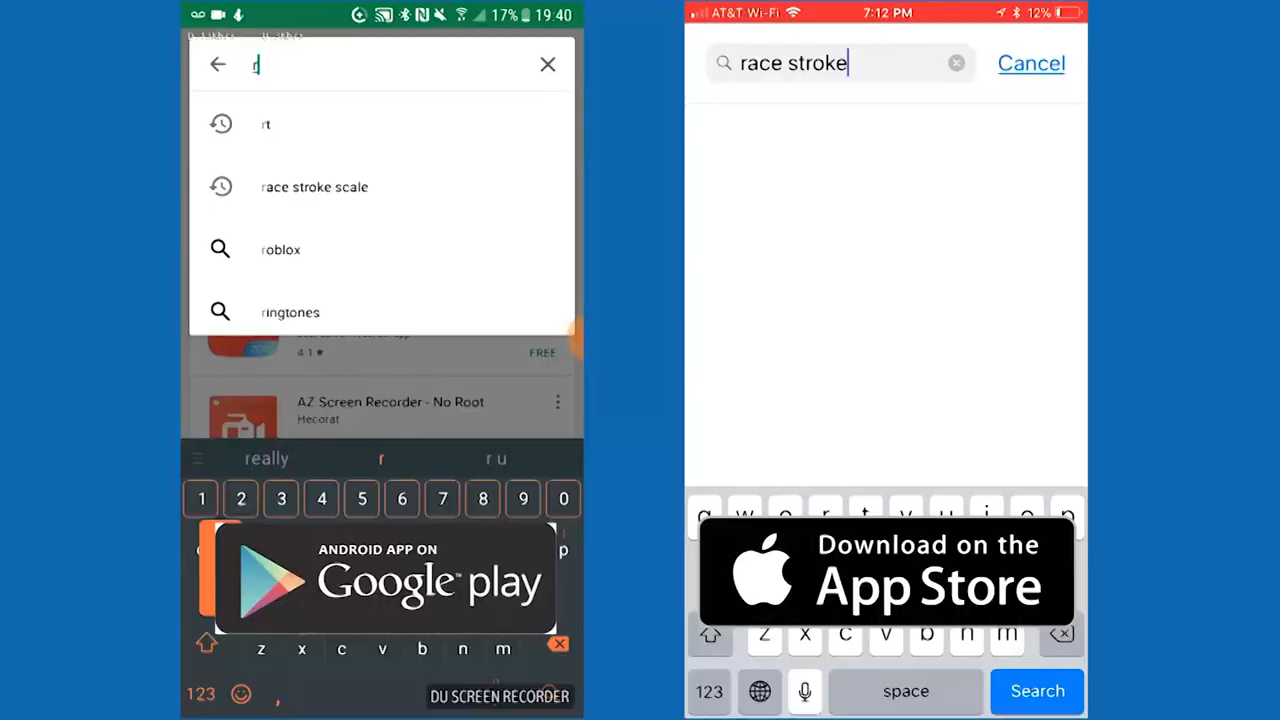 17% 19:40
r
rt
race stroke scale
roblox
ringtones
4.1★
FREE
AZ Screen Recorder - No Root
Hecorat
really r r u
1 2 3 4 5 6 7 8 9 0
p
ANDROID APP ON
Google play
z x c v b n m
123 ,
DU SCREEN RECORDER
AT&T Wi-Fi 7:12 PM 12%
race stroke
Cancel
q w e r t y u i o p
Download on the
App Store
z x c v b n m
123 space Search